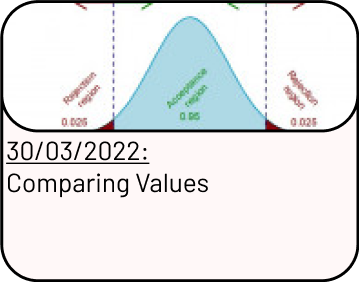 Rejection
region
0.025
Acceptance
region
0.95
Rejection
region
0.025
30/03/2022:
Comparing Values